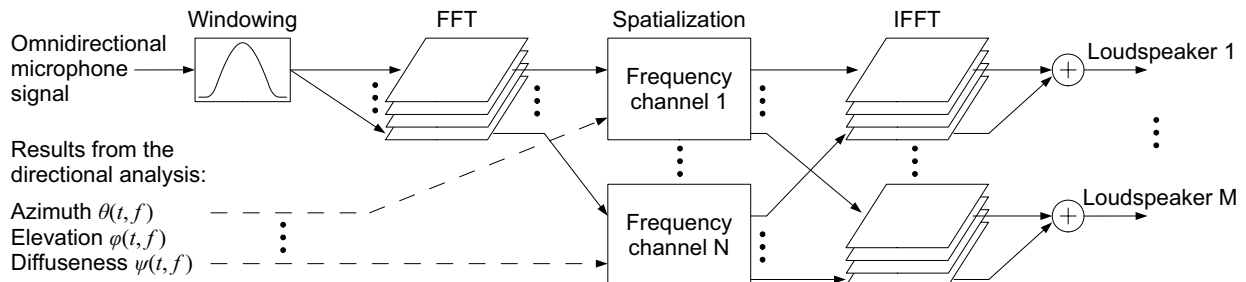 Windowing
FFT
Spatialization
IFFT
Omnidirectional
microphone
signal
Frequency
channel 1
Loudspeaker 1
Results from the
directional analysis:
Azimuth θ(t, f)
Elevation φ(t, f)
Diffuseness ψ(t, f)
Frequency
channel N
Loudspeaker M